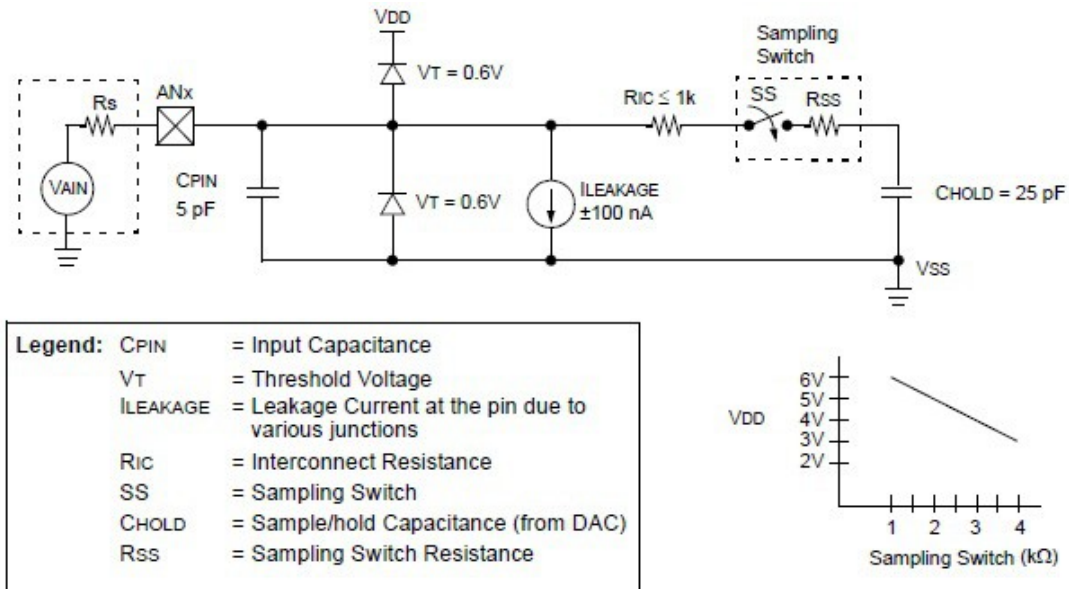 VDD
Sampling
Switch
VT = 0.6V
Rs
ANx
RIC ≤ 1k
SS
RSS
VAIN
CPIN
5 pF
VT = 0.6V
ILEAKAGE
±100 nA
CHOLD = 25 pF
VSS
Legend: CPIN = Input Capacitance
VT = Threshold Voltage
ILEAKAGE = Leakage Current at the pin due to
various junctions
RIC = Interconnect Resistance
SS = Sampling Switch
CHOLD = Sample/hold Capacitance (from DAC)
RSS = Sampling Switch Resistance
VDD
6V
5V
4V
3V
2V
1 2 3 4
Sampling Switch (kΩ)